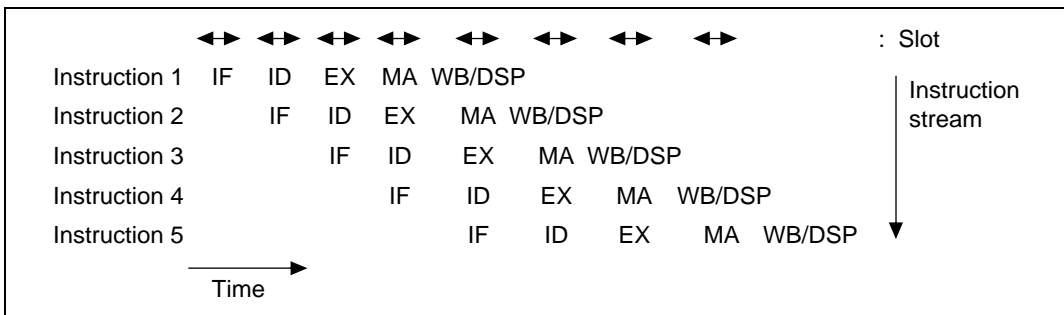 : Slot
Instruction 1 IF ID EX MA WB/DSP
Instruction 2 IF ID EX MA WB/DSP
Instruction 3 IF ID EX MA WB/DSP
Instruction 4 IF ID EX MA WB/DSP
Instruction 5 IF ID EX MA WB/DSP
Instruction
stream
Time